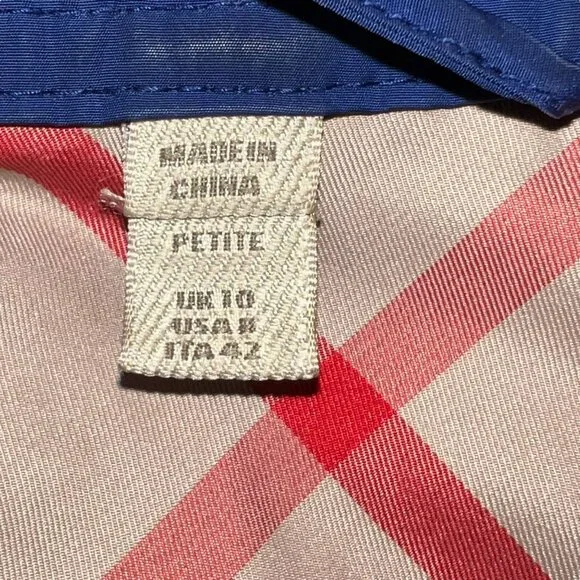 MADE IN
CHINA
PETITE
UK 10
USA 8
ITA 42